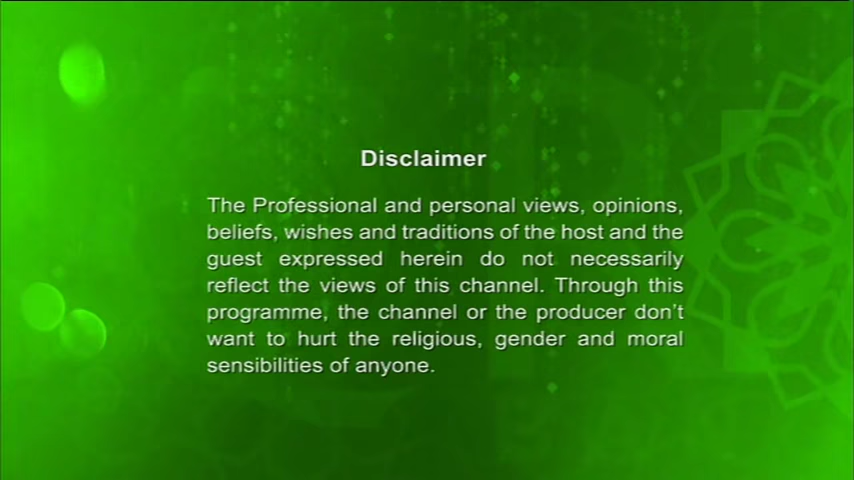 Disclaimer
The Professional and personal views, opinions,
beliefs, wishes and traditions of the host and the
guest expressed herein do not necessarily
reflect the views of this channel. Through this
programme, the channel or the producer don't
want to hurt the religious, gender and moral
sensibilities of anyone.